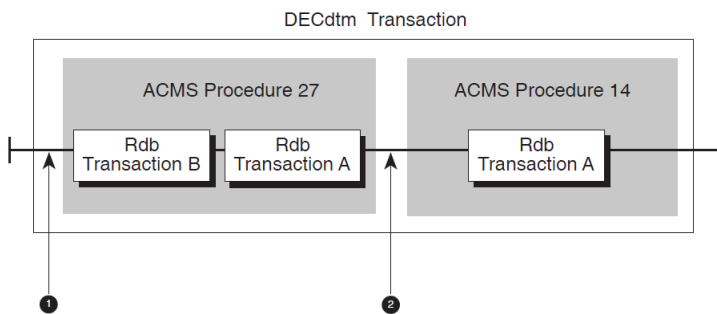 DECdtm Transaction
ACMS Procedure 27
ACMS Procedure 14
Rdb
Transaction B
Rdb
Transaction A
Rdb
Transaction A
1
2